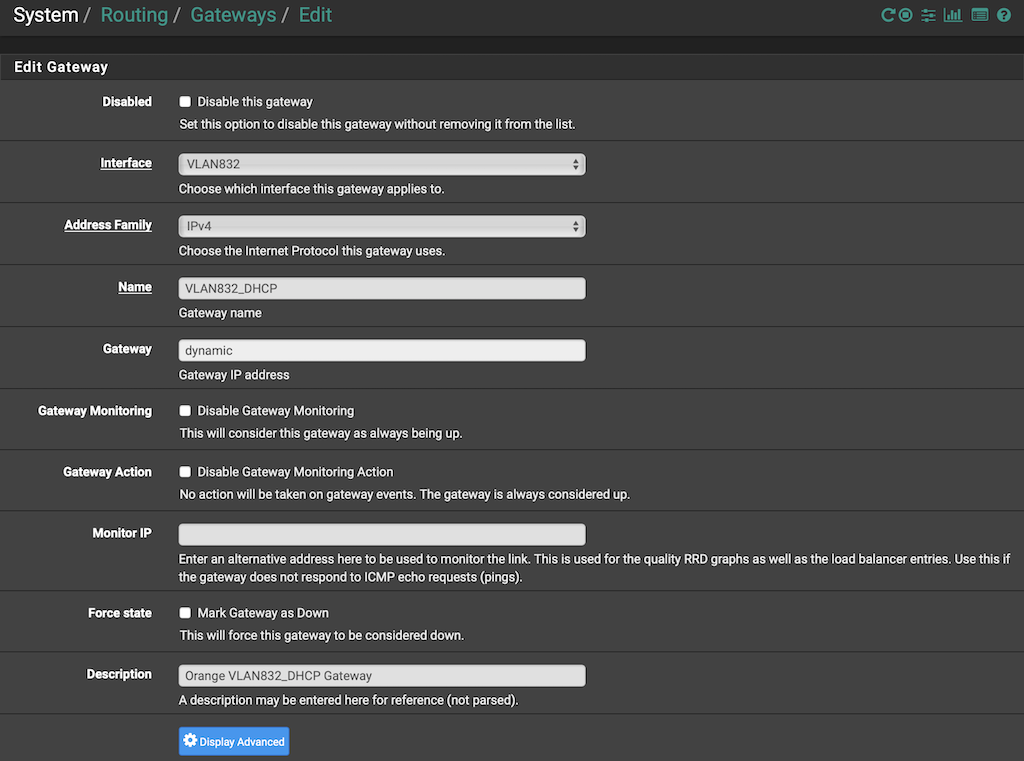 System / Routing / Gateways / Edit
Edit Gateway
Disabled
Disable this gateway
Set this option to disable this gateway without removing it from the list.
Interface
VLAN832
Choose which interface this gateway applies to.
Address Family
IPv4
Choose the Internet Protocol this gateway uses.
Name
VLAN832_DHCP
Gateway name
Gateway
dynamic
Gateway IP address
Gateway Monitoring
Disable Gateway Monitoring
This will consider this gateway as always being up.
Gateway Action
Disable Gateway Monitoring Action
No action will be taken on gateway events. The gateway is always considered up.
Monitor IP
Enter an alternative address here to be used to monitor the link. This is used for the quality RRD graphs as well as the load balancer entries. Use this if
the gateway does not respond to ICMP echo requests (pings).
Force state
Mark Gateway as Down
This will force this gateway to be considered down.
Description
Orange VLAN832_DHCP Gateway
A description may be entered here for reference (not parsed).
Display Advanced